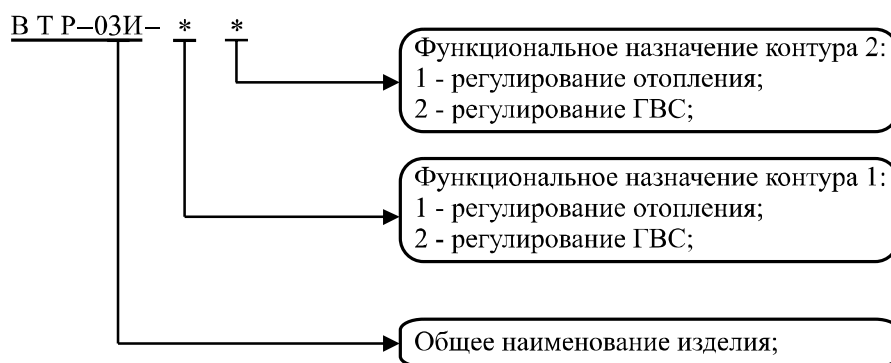 В Т Р–03И– * *
Функциональное назначение контура 2:
1 - регулирование отопления;
2 - регулирование ГВС;
Функциональное назначение контура 1:
1 - регулирование отопления;
2 - регулирование ГВС;
Общее наименование изделия;